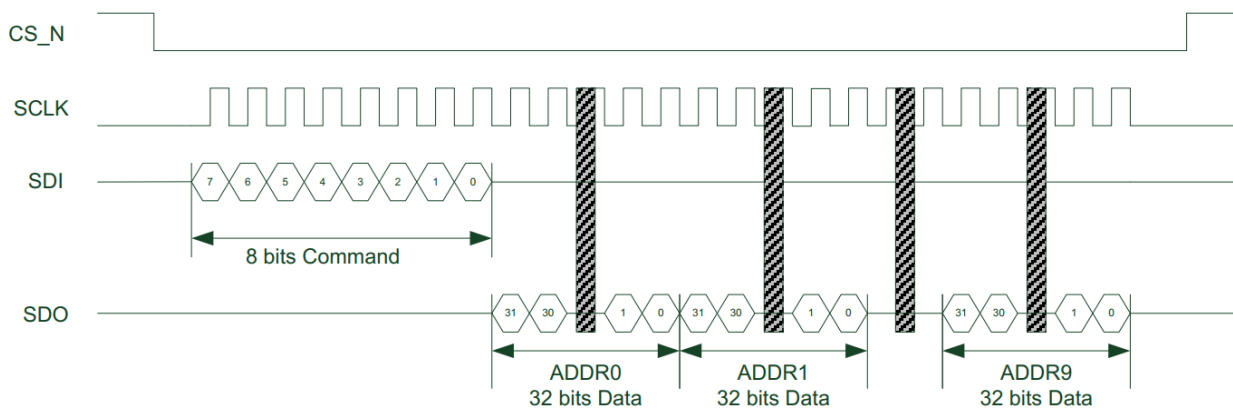 CS_N
SCLK
SDI
7 6 5 4 3 2 1 0
8 bits Command
SDO
31 30 1 0 31 30 1 0 31 30 1 0
ADDR0 ADDR1 ADDR9
32 bits Data 32 bits Data 32 bits Data